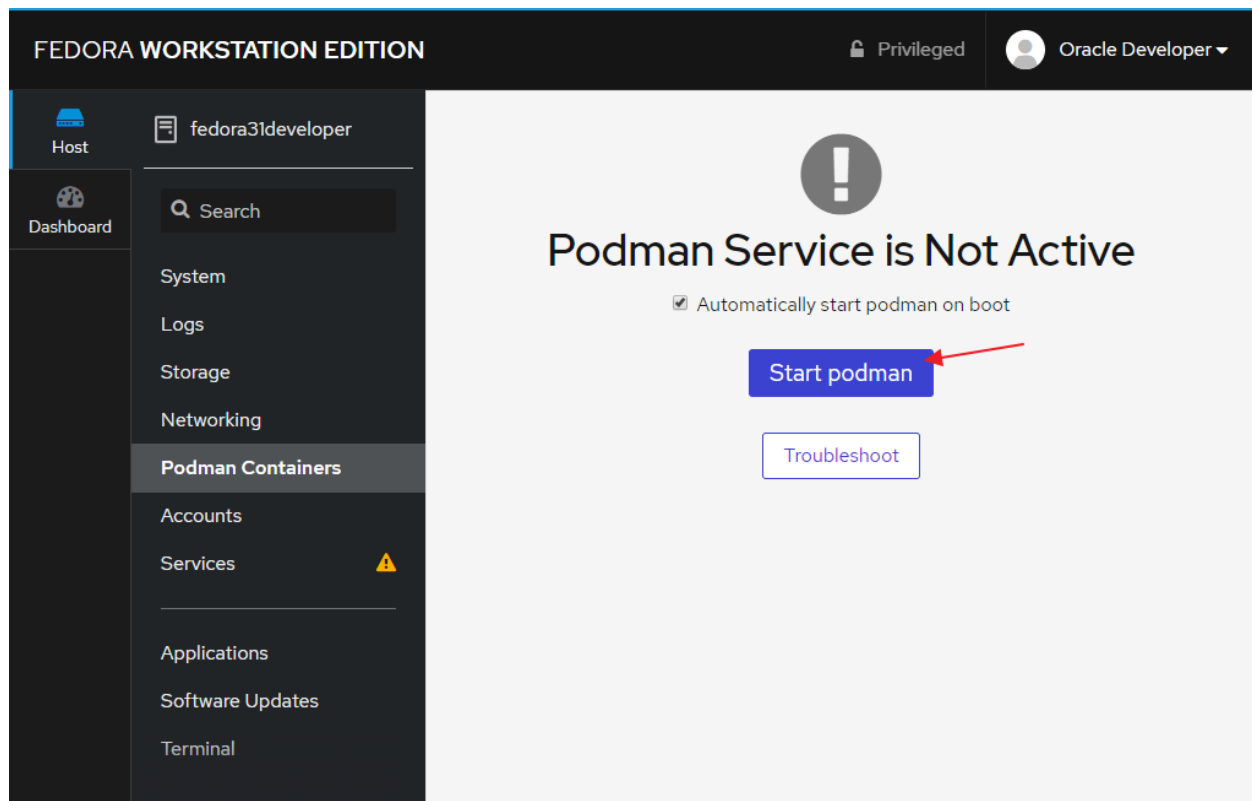 FEDORA WORKSTATION EDITION
Privileged
Oracle Developer
Host
Dashboard
fedora31developer
Search
System
Logs
Storage
Networking
Podman Containers
Accounts
Services
Applications
Software Updates
Terminal
Podman Service is Not Active
Automatically start podman on boot
Start podman
Troubleshoot